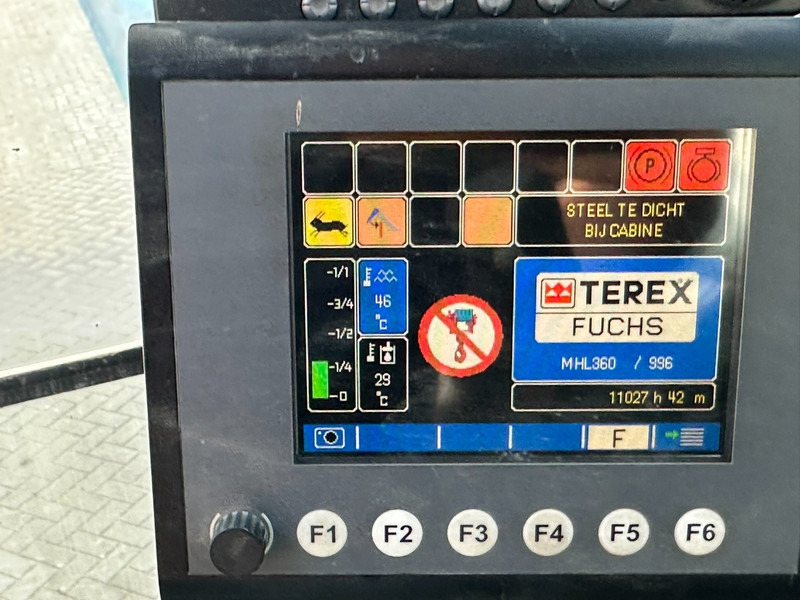 P
STEEL TE DICHT
BIJ CABINE
-1/1
-3/4
-1/2
-1/4
-0
46
°C
29
°C
TEREX
FUCHS
MHL360 / 996
11027 h 42 m
F
F1 F2 F3 F4 F5 F6